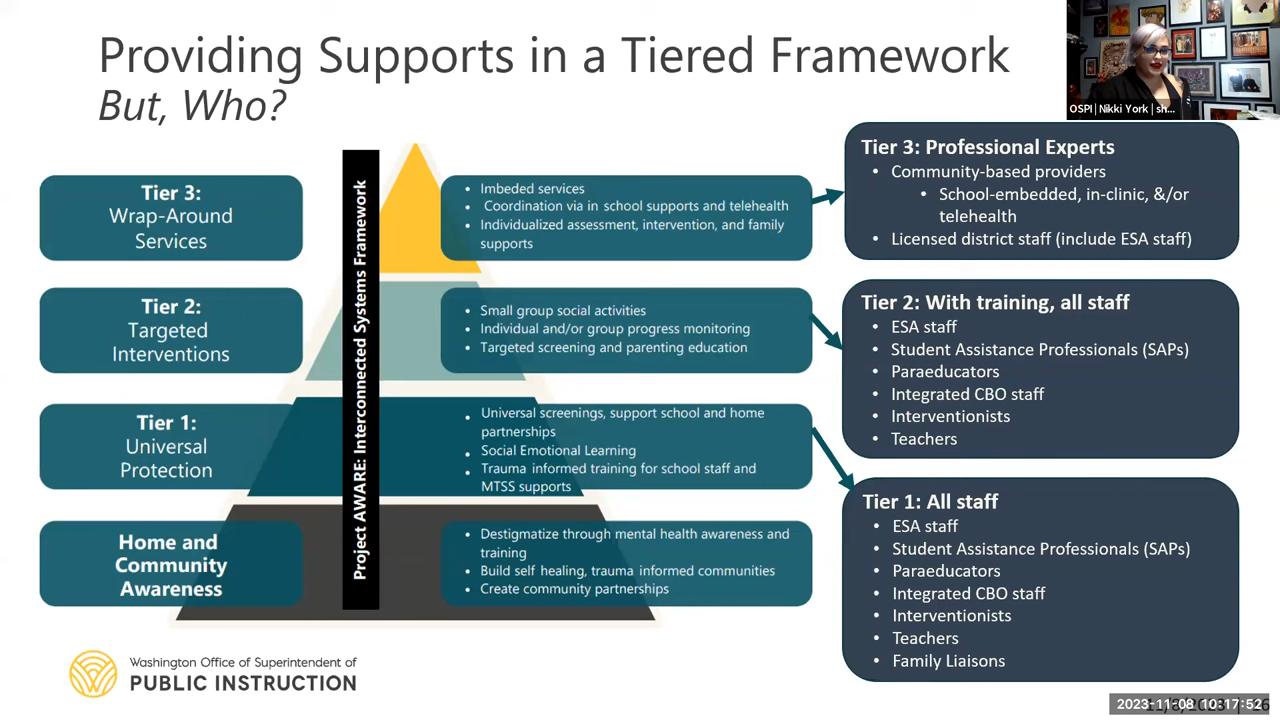 Providing Supports in a Tiered Framework
But, Who?
OSPI | Nikki York | sh...
Tier 3:
Wrap-Around
Services
Tier 2:
Targeted
Interventions
Tier 1:
Universal
Protection
Home and
Community
Awareness
Project AWARE: Interconnected Systems Framework
• Imbeded services
• Coordination via in school supports and telehealth
• Individualized assessment, intervention, and family
supports
• Small group social activities
• Individual and/or group progress monitoring
• Targeted screening and parenting education
• Universal screenings, support school and home
partnerships
• Social Emotional Learning
• Trauma informed training for school staff and
MTSS supports
• Destigmatize through mental health awareness and
training
• Build self healing, trauma informed communities
• Create community partnerships
Tier 3: Professional Experts
• Community-based providers
• School-embedded, in-clinic, &/or
telehealth
• Licensed district staff (include ESA staff)
Tier 2: With training, all staff
• ESA staff
• Student Assistance Professionals (SAPs)
• Paraeducators
• Integrated CBO staff
• Interventionists
• Teachers
Tier 1: All staff
• ESA staff
• Student Assistance Professionals (SAPs)
• Paraeducators
• Integrated CBO staff
• Interventionists
• Teachers
• Family Liaisons
Washington Office of Superintendent of
PUBLIC INSTRUCTION
2023-11-08 10:17:52